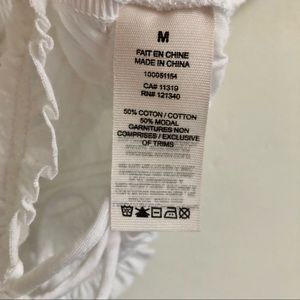 M
FAIT EN CHINE
MADE IN CHINA
100051154
CA# 11319
RN# 121340
50% COTON / COTTON
50% MODAL
GARNITURES NON
COMPRISES / EXCLUSIVE
OF TRIMS